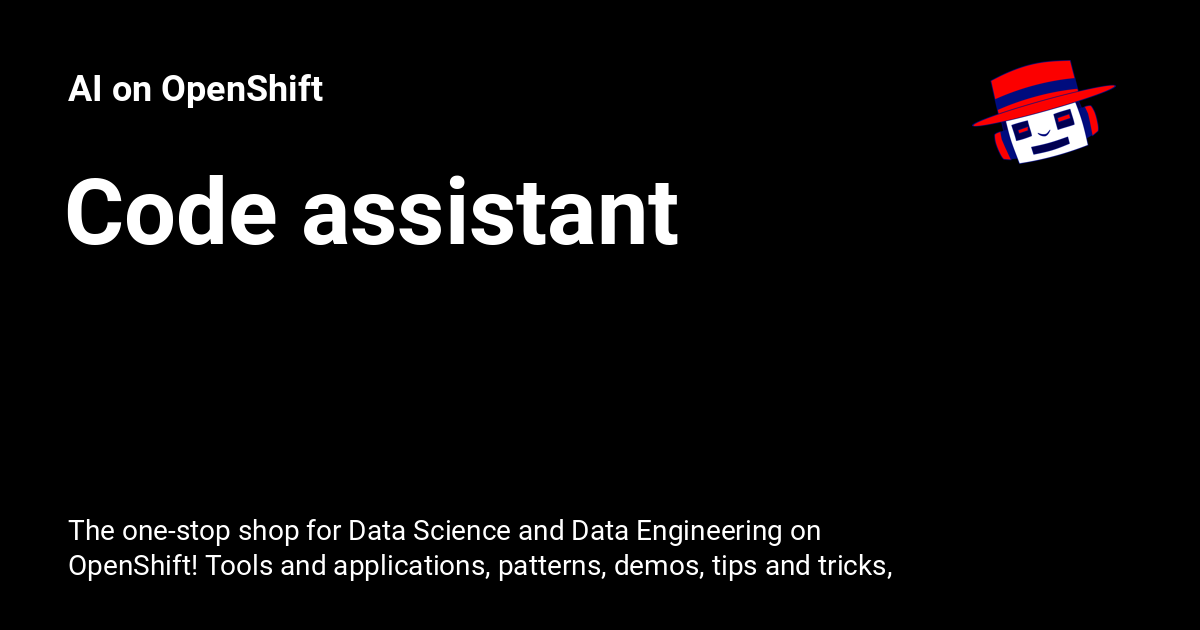 AI on OpenShift
Code assistant
The one-stop shop for Data Science and Data Engineering on
OpenShift! Tools and applications, patterns, demos, tips and tricks,